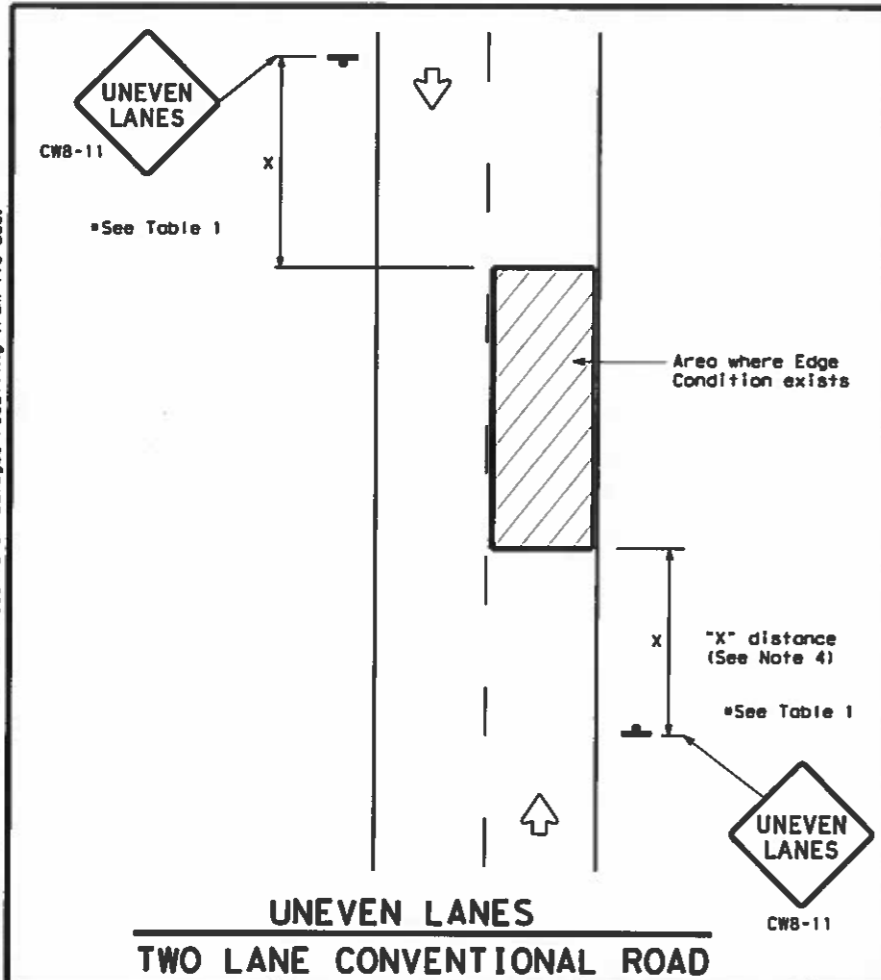 UNEVEN
LANES
CW8-11
X
*See Table 1
Area where Edge
Condition exists
X
"X" distance
(See Note 4)
*See Table 1
UNEVEN
LANES
CW8-11
UNEVEN LANES
TWO LANE CONVENTIONAL ROAD